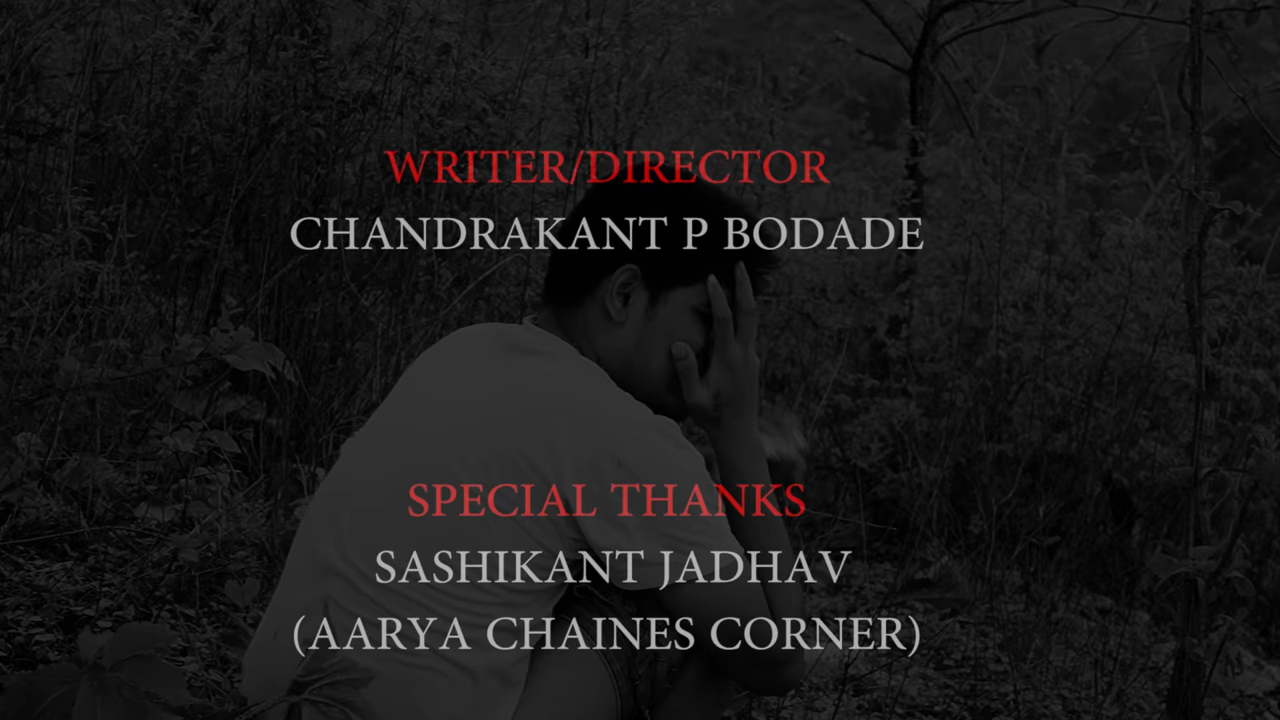 WRITER/DIRECTOR
CHANDRAKANT P BODADE
SPECIAL THANKS
SASHIKANT JADHAV
(AARYA CHAINES CORNER)